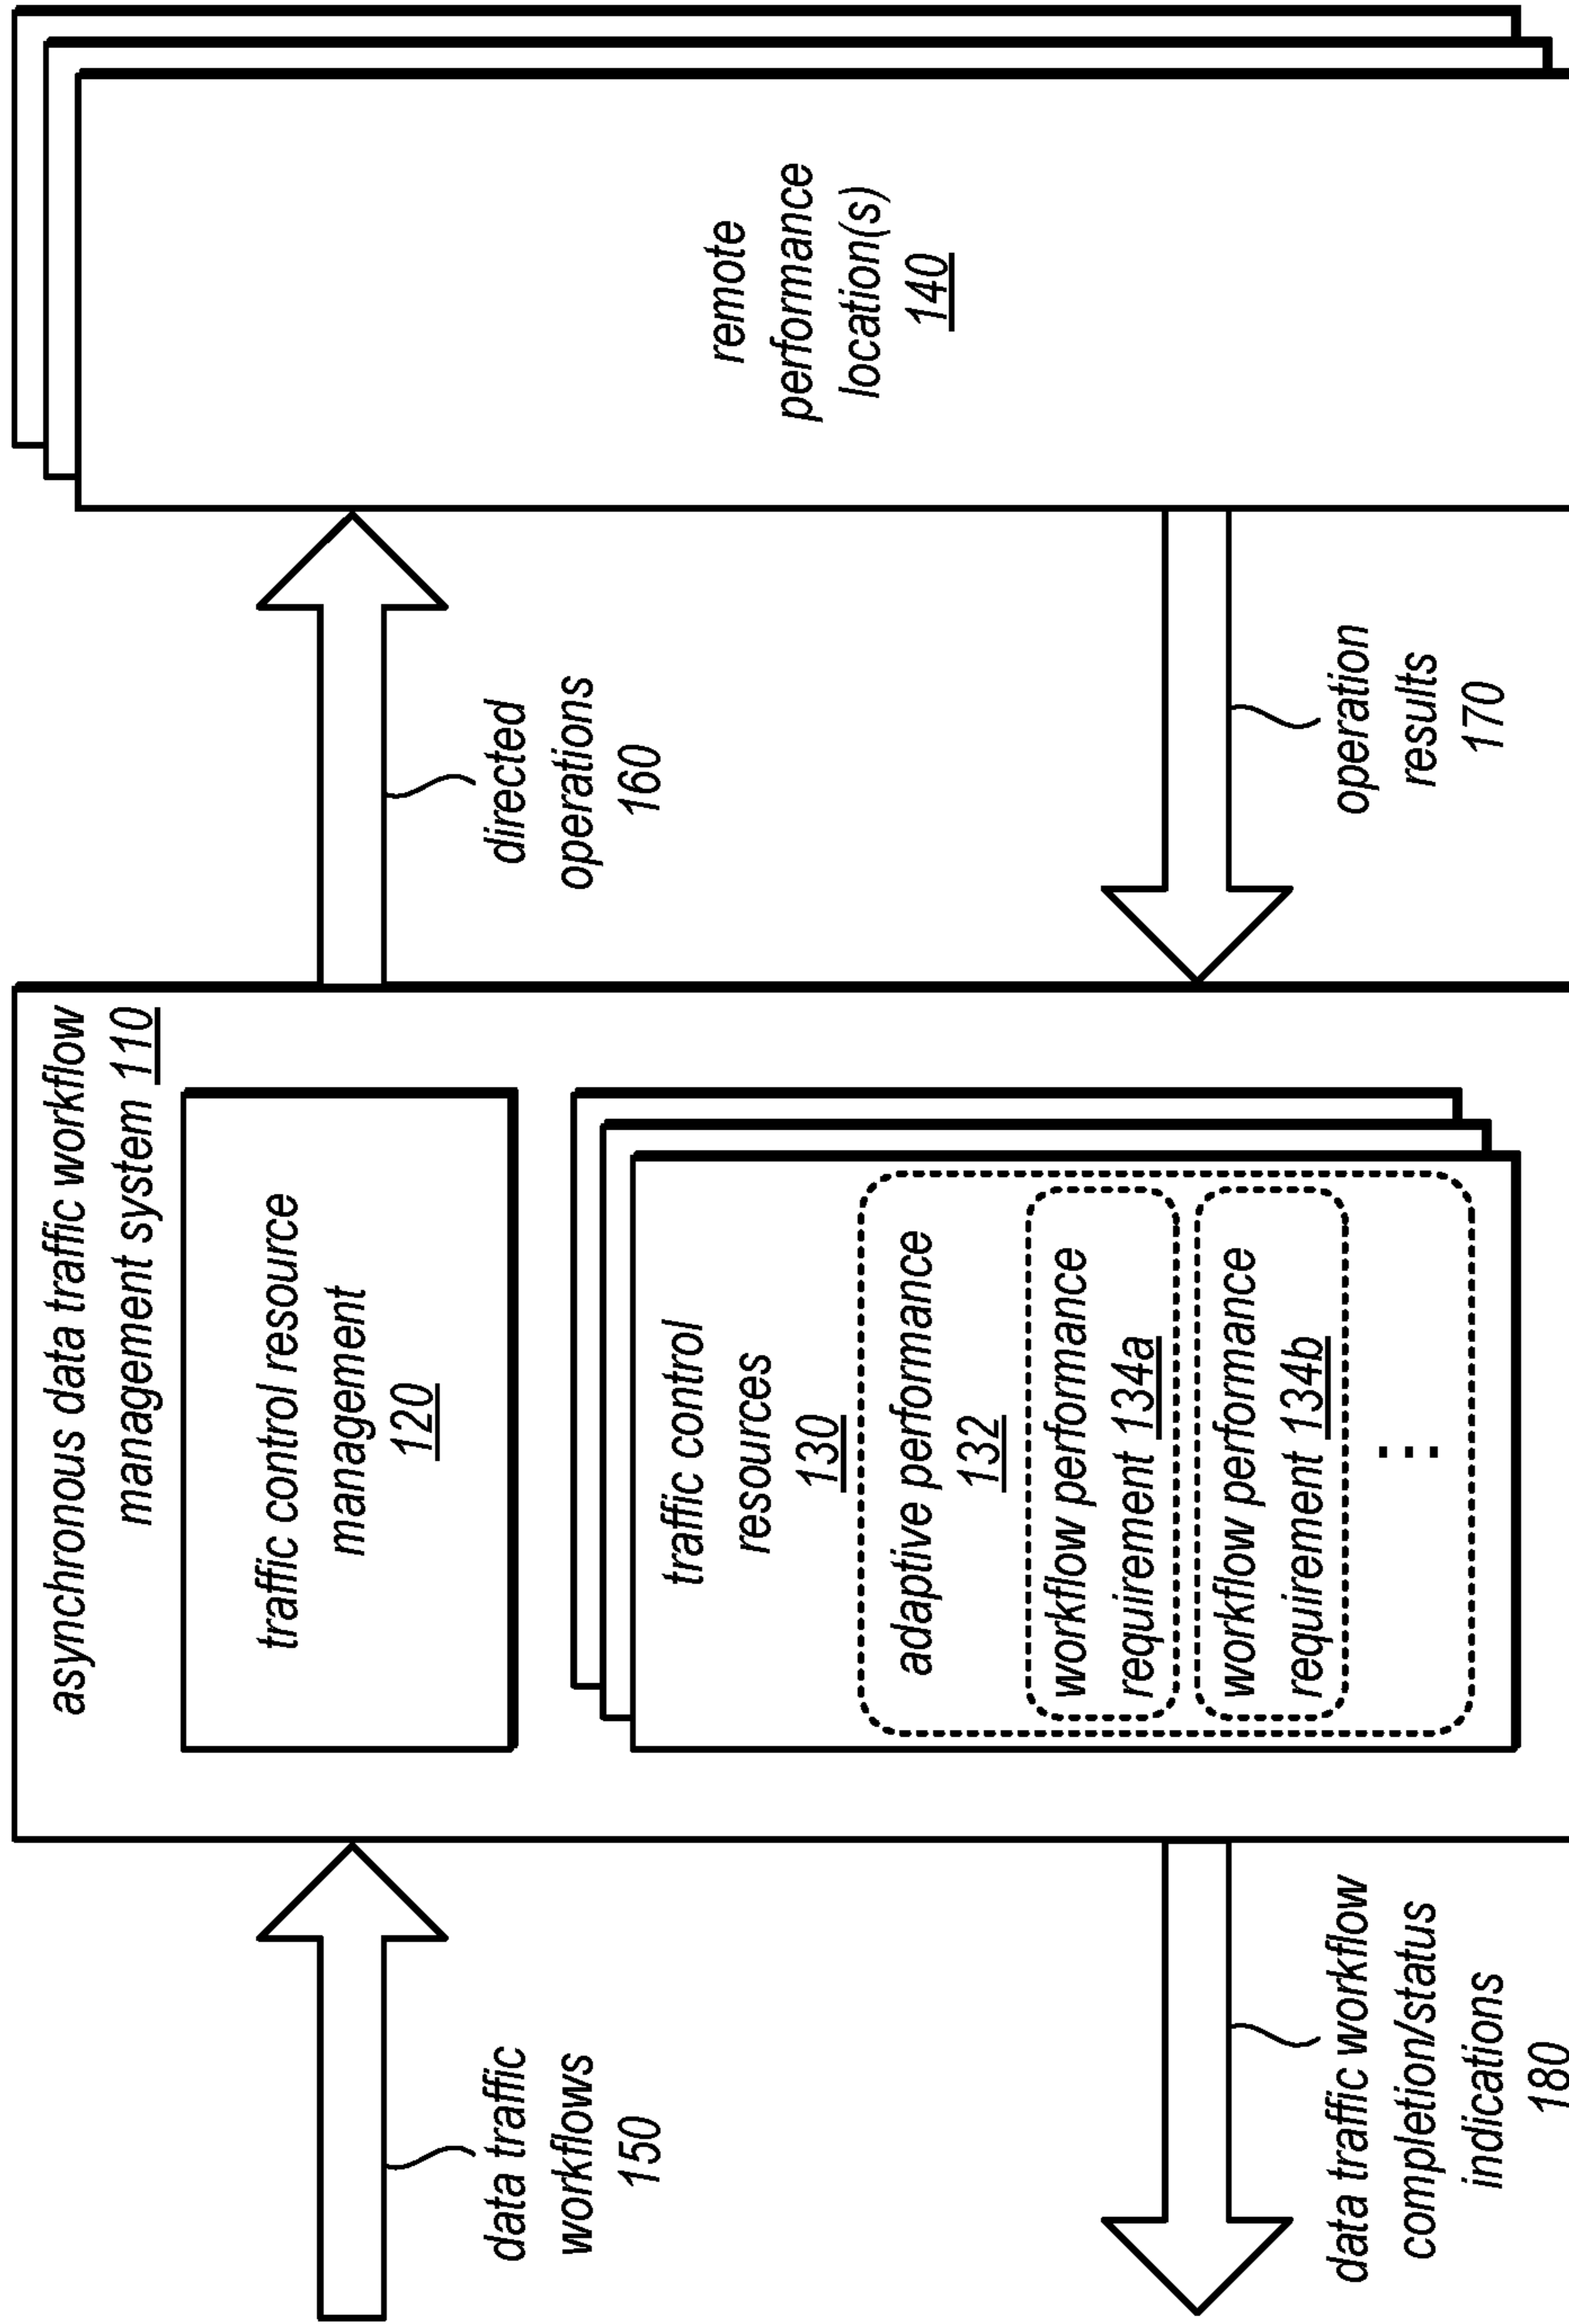 asynchronous data traffic workflow
management system 110
traffic control resource
management
120
traffic control
resources
130
adaptive performance
132
workflow performance
requirement 134a
workflow performance
requirement 134b
...
data traffic
workflows
150
data traffic workflow
completion/status
indications
180
directed
operations
160
operation
results
170
remote
performance
location(s)
140